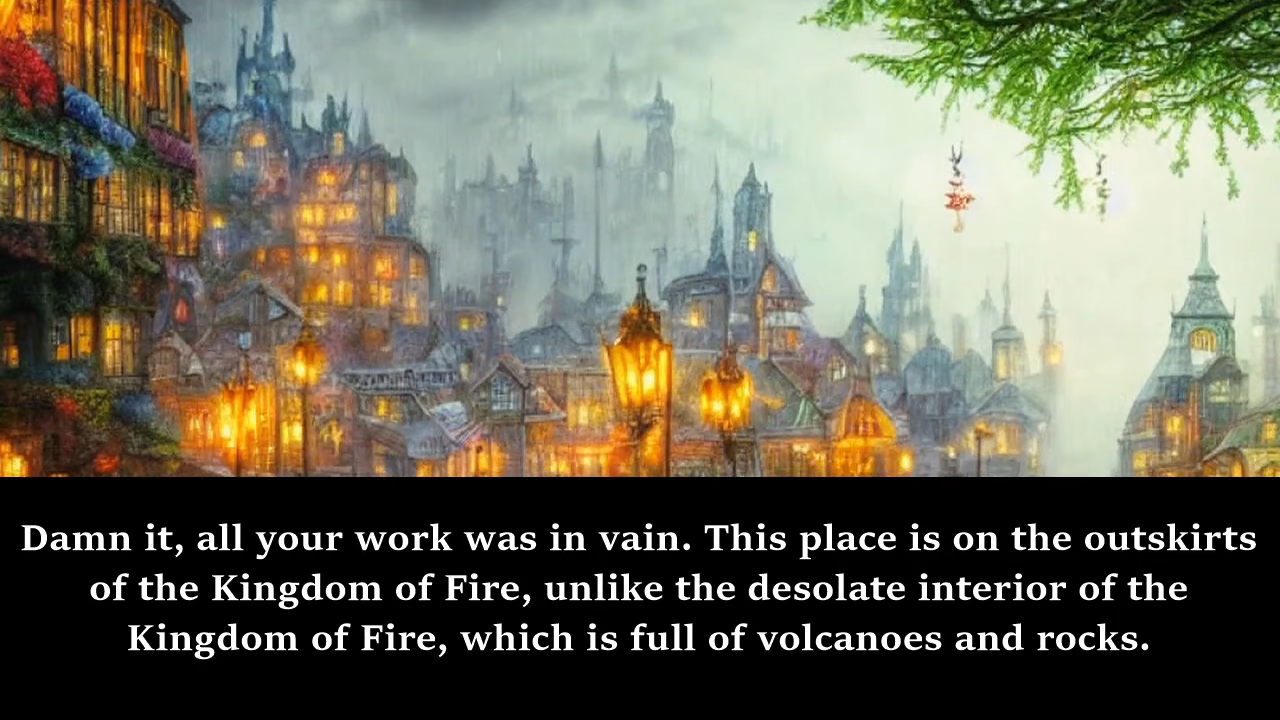 Damn it, all your work was in vain. This place is on the outskirts
of the Kingdom of Fire, unlike the desolate interior of the
Kingdom of Fire, which is full of volcanoes and rocks.